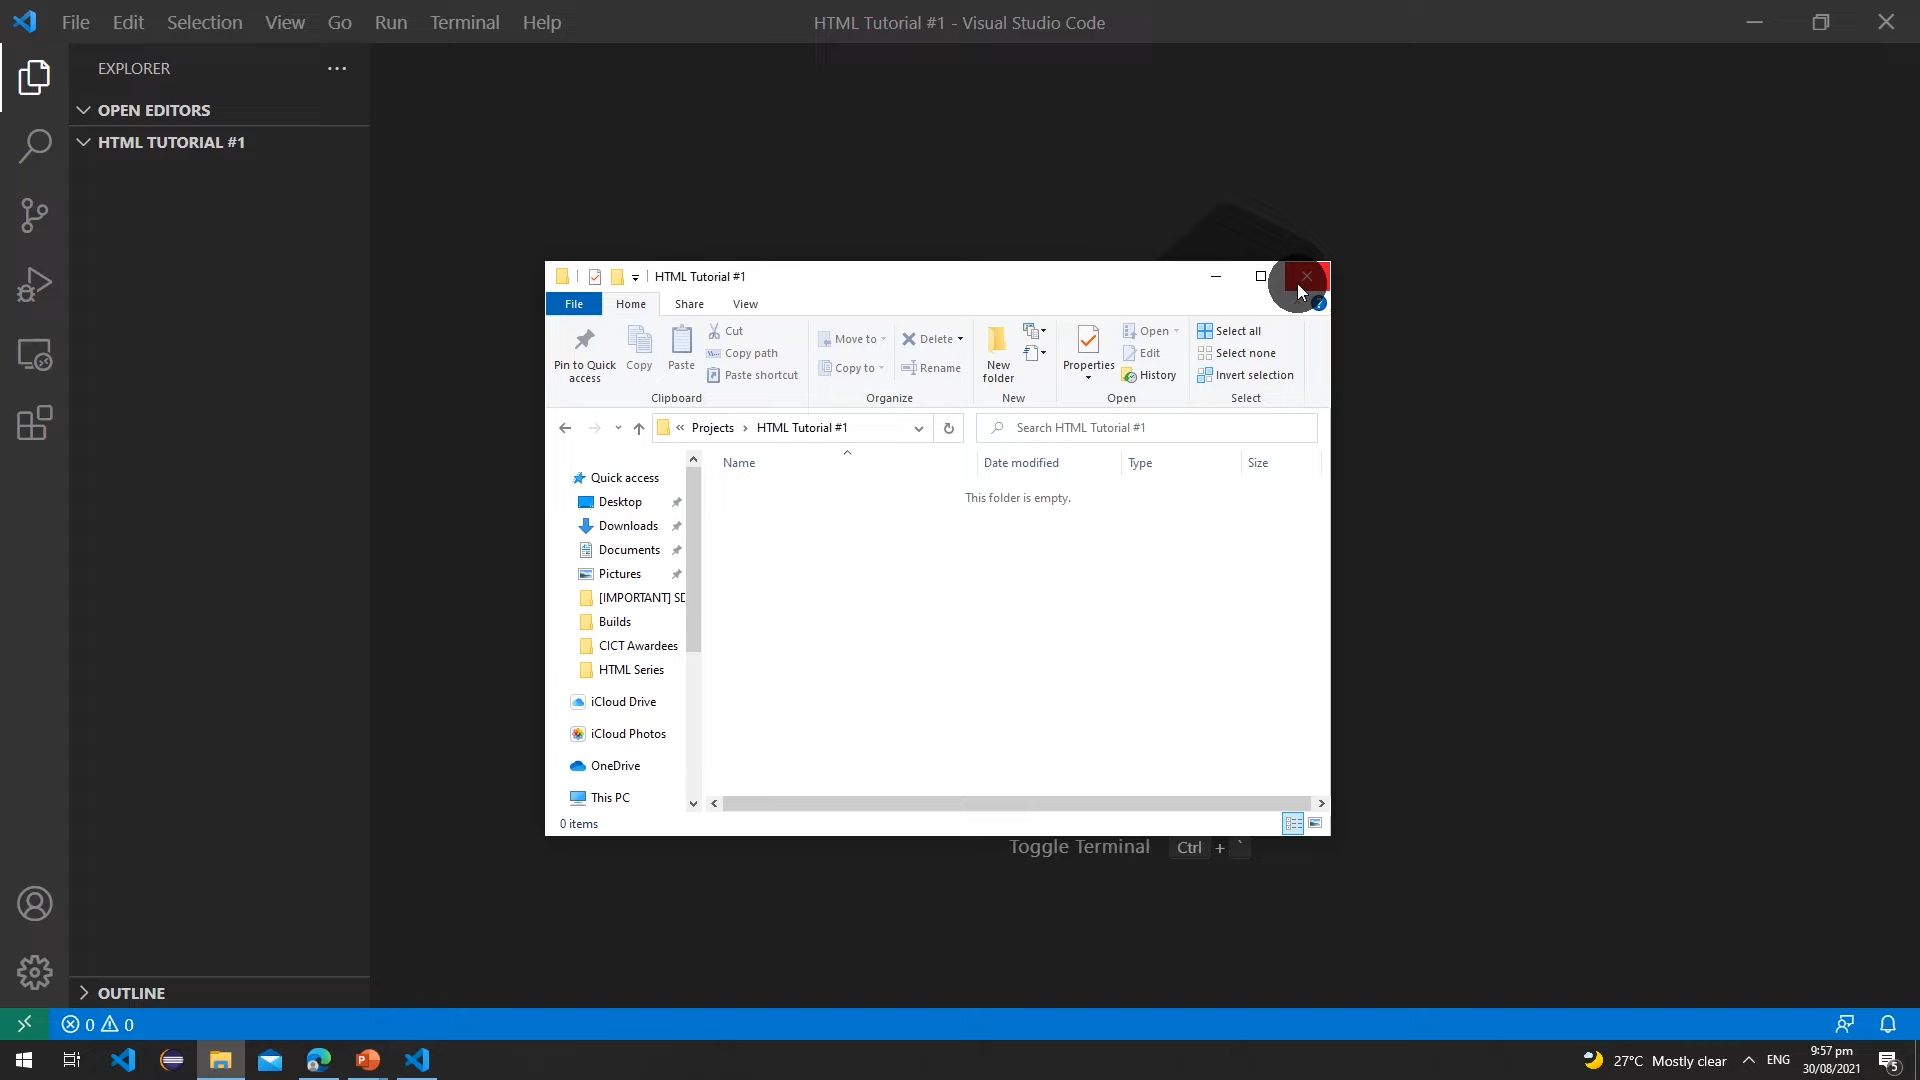 File Edit Selection View Go Run Terminal Help
HTML Tutorial #1 - Visual Studio Code
EXPLORER
OPEN EDITORS
HTML TUTORIAL #1
HTML Tutorial #1
File Home Share View
Pin to Quick access
Copy
Paste
Cut
Copy path
Paste shortcut
Clipboard
Move to
Copy to
Delete
Rename
Organize
New folder
New
Properties
Open
Edit
History
Open
Select all
Select none
Invert selection
Select
« Projects › HTML Tutorial #1
Search HTML Tutorial #1
Name Date modified Type Size
This folder is empty.
Quick access
Desktop
Downloads
Documents
Pictures
[IMPORTANT]
Builds
CICT Awardees
HTML Series
iCloud Drive
iCloud Photos
OneDrive
This PC
0 items
Toggle Terminal Ctrl + `
OUTLINE
0 0
27°C Mostly clear
ENG
9:57 pm
30/08/2021
5